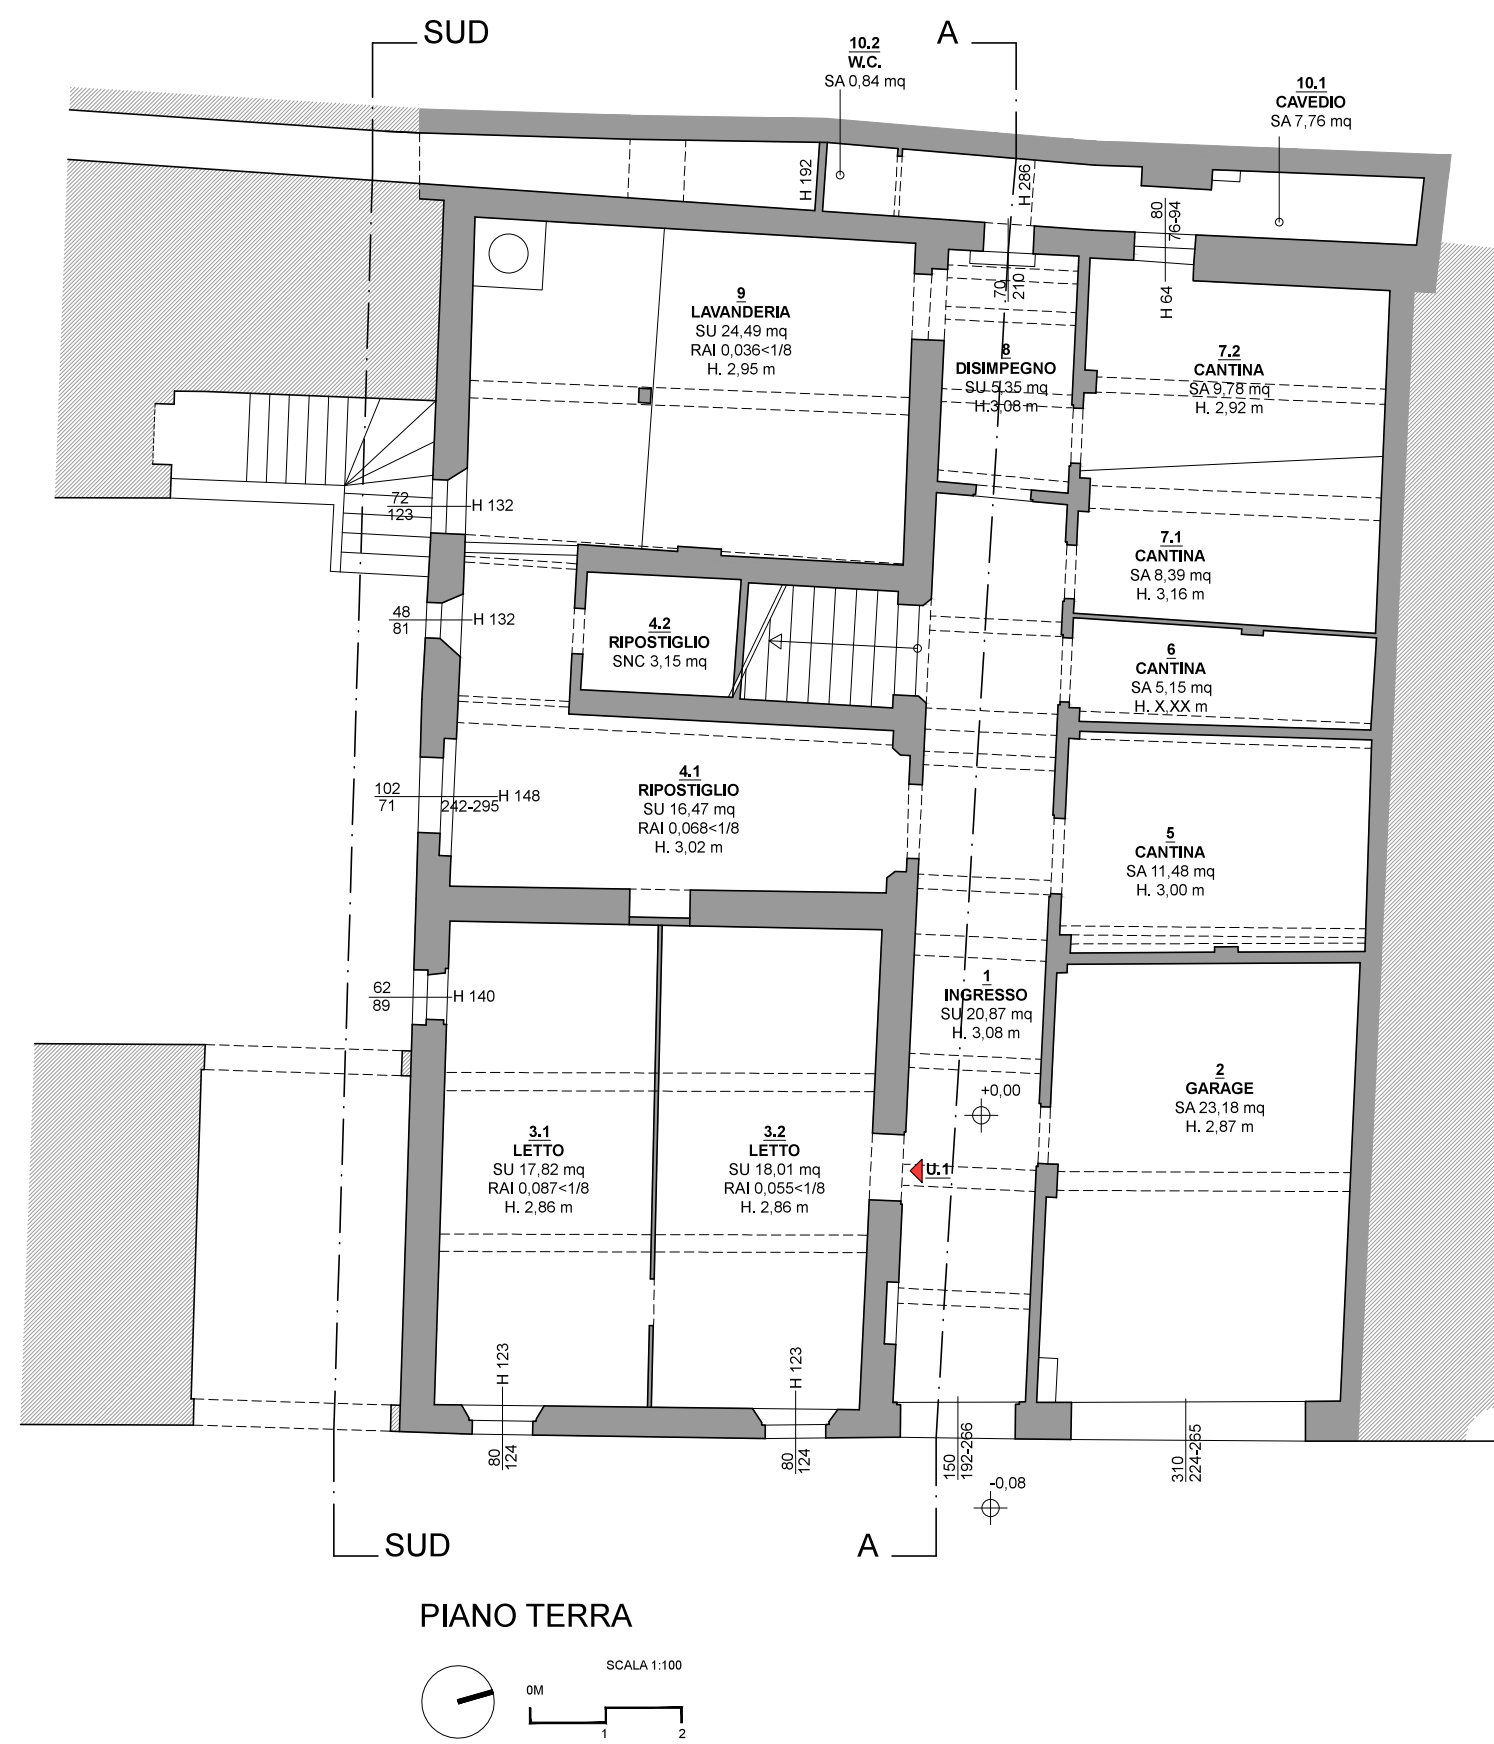 SUD
A
10.2
W.C.
SA 0,84 mq
10.1
CAVEDIO
SA 7,76 mq
H 192
H 286
80
76-94
H 64
70
210
9
LAVANDERIA
SU 24,49 mq
RAI 0,036<1/8
H. 2,95 m
8
DISIMPEGNO
SU 5,35 mq
H.3,08 m
7.2
CANTINA
SA 9,78 mq
H. 2,92 m
72
123
H 132
7.1
CANTINA
SA 8,39 mq
H. 3,16 m
48
81
H 132
4.2
RIPOSTIGLIO
SNC 3,15 mq
6
CANTINA
SA 5,15 mq
H. X,XX m
102
71
242-295
H 148
4.1
RIPOSTIGLIO
SU 16,47 mq
RAI 0,068<1/8
H. 3,02 m
5
CANTINA
SA 11,48 mq
H. 3,00 m
62
89
H 140
1
INGRESSO
SU 20,87 mq
H. 3,08 m
+0,00
2
GARAGE
SA 23,18 mq
H. 2,87 m
3.1
LETTO
SU 17,82 mq
RAI 0,087<1/8
H. 2,86 m
3.2
LETTO
SU 18,01 mq
RAI 0,055<1/8
H. 2,86 m
U.1
H 123
80
124
H 123
80
124
150
192-266
310
224-265
-0,08
SUD
A
PIANO TERRA
SCALA 1:100
0M
1
2